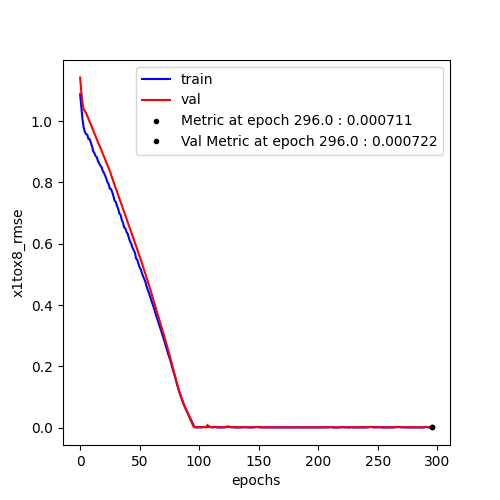 train
val
Metric at epoch 296.0 : 0.000711
Val Metric at epoch 296.0 : 0.000722
1.0
0.8
0.6
0.4
0.2
0.0
x1tox8_rmse
0 50 100 150 200 250 300
epochs